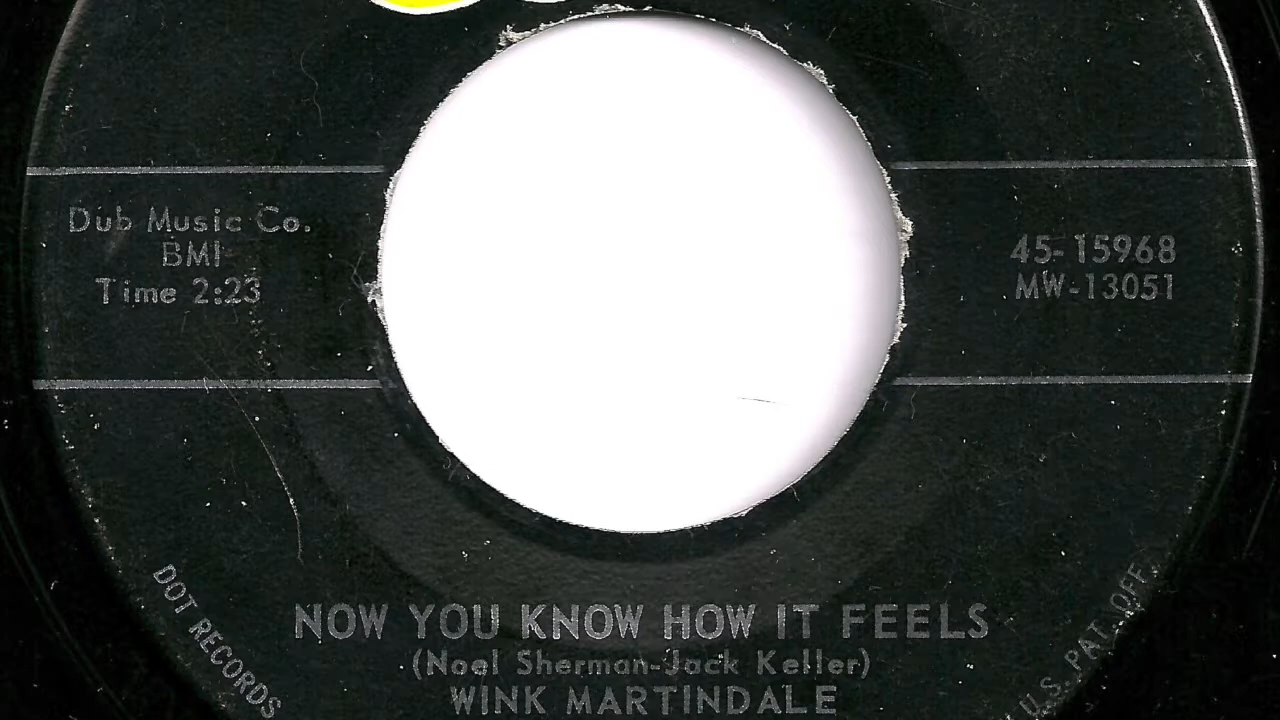 Dub Music Co.
BMI
Time 2:23
45-15968
MW-13051
NOW YOU KNOW HOW IT FEELS
(Noel Sherman-Jack Keller)
WINK MARTINDALE
DOT RECORDS
U.S. PAT. OFF.